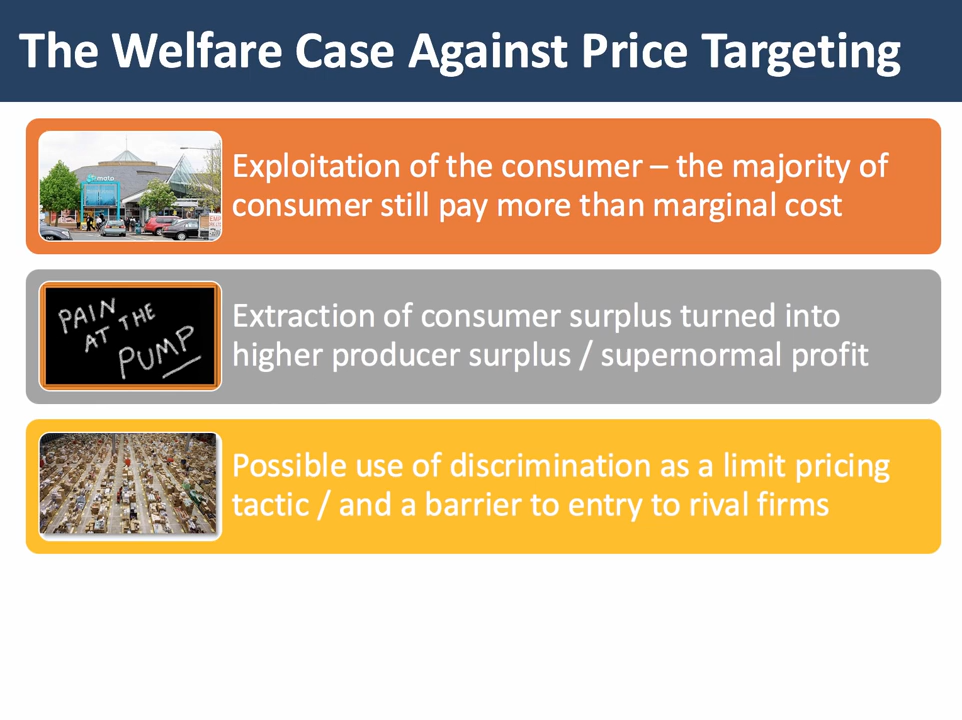 The Welfare Case Against Price Targeting
Exploitation of the consumer – the majority of
consumer still pay more than marginal cost
PAIN
AT THE
PUMP
Extraction of consumer surplus turned into
higher producer surplus / supernormal profit
Possible use of discrimination as a limit pricing
tactic / and a barrier to entry to rival firms